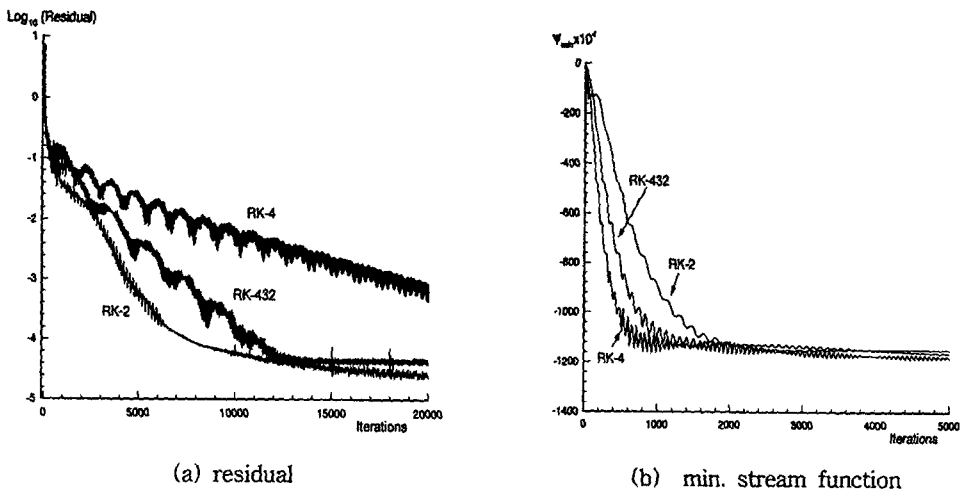 Log₁₀ (Residual)
1
0
-1
-2
-3
-4
-5
0
5000
10000
15000
20000
Iterations
RK-4
RK-432
RK-2
(a) residual
Ψmin x10⁴
0
-200
-400
-600
-800
-1000
-1200
-1400
0
1000
2000
3000
4000
5000
Iterations
RK-432
RK-2
RK-4
(b) min. stream function